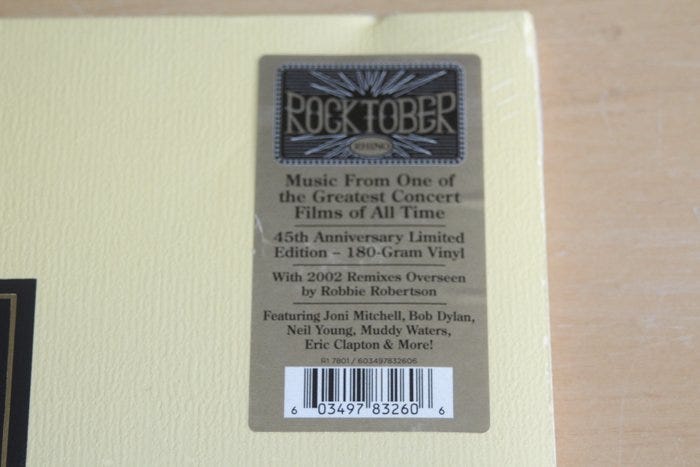 ROCKTOBER
RHINO
Music From One of
the Greatest Concert
Films of All Time
45th Anniversary Limited
Edition – 180-Gram Vinyl
With 2002 Remixes Overseen
by Robbie Robertson
Featuring Joni Mitchell, Bob Dylan,
Neil Young, Muddy Waters,
Eric Clapton & More!
R1 7801 / 603497832606
6 03497 83260 6